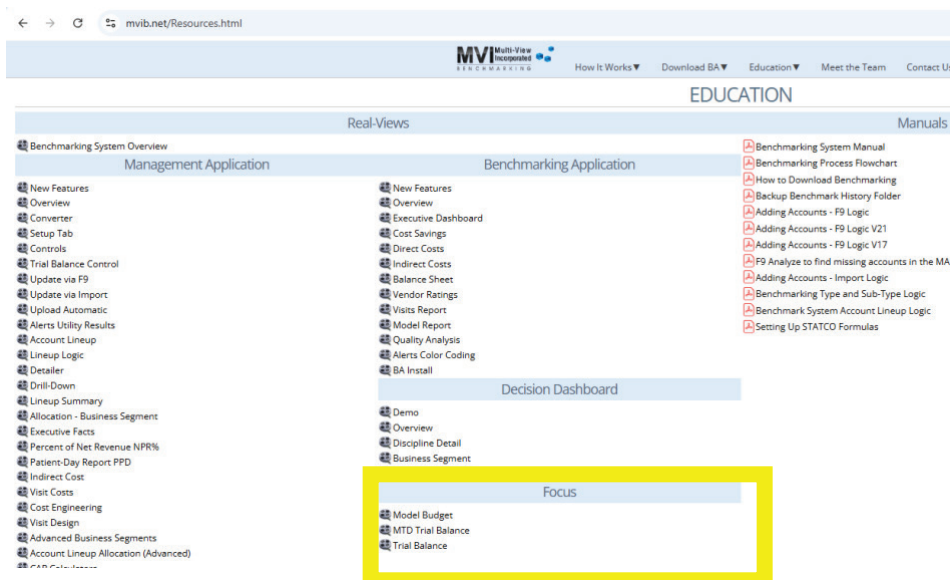 mvib.net/Resources.html
MVI Multi-View Incorporated
BENCHMARKING
How It Works▼ Download BA▼ Education▼ Meet the Team Contact Us
EDUCATION
Real-Views
Benchmarking System Overview
Management Application
New Features
Overview
Converter
Setup Tab
Controls
Trial Balance Control
Update via F9
Update via Import
Upload Automatic
Alerts Utility Results
Account Lineup
Lineup Logic
Detailer
Drill-Down
Lineup Summary
Allocation - Business Segment
Executive Facts
Percent of Net Revenue NPR%
Patient-Day Report PPD
Indirect Cost
Visit Costs
Cost Engineering
Visit Design
Advanced Business Segments
Account Lineup Allocation (Advanced)
Benchmarking Application
New Features
Overview
Executive Dashboard
Cost Savings
Direct Costs
Indirect Costs
Balance Sheet
Vendor Ratings
Visits Report
Model Report
Quality Analysis
Alerts Color Coding
BA Install
Decision Dashboard
Demo
Overview
Discipline Detail
Business Segment
Focus
Model Budget
MTD Trial Balance
Trial Balance
Manuals
Benchmarking System Manual
Benchmarking Process Flowchart
How to Download Benchmarking
Backup Benchmark History Folder
Adding Accounts - F9 Logic
Adding Accounts - F9 Logic V21
Adding Accounts - F9 Logic V17
F9 Analyze to find missing accounts in the MA
Adding Accounts - Import Logic
Benchmarking Type and Sub-Type Logic
Benchmark System Account Lineup Logic
Setting Up STATCO Formulas